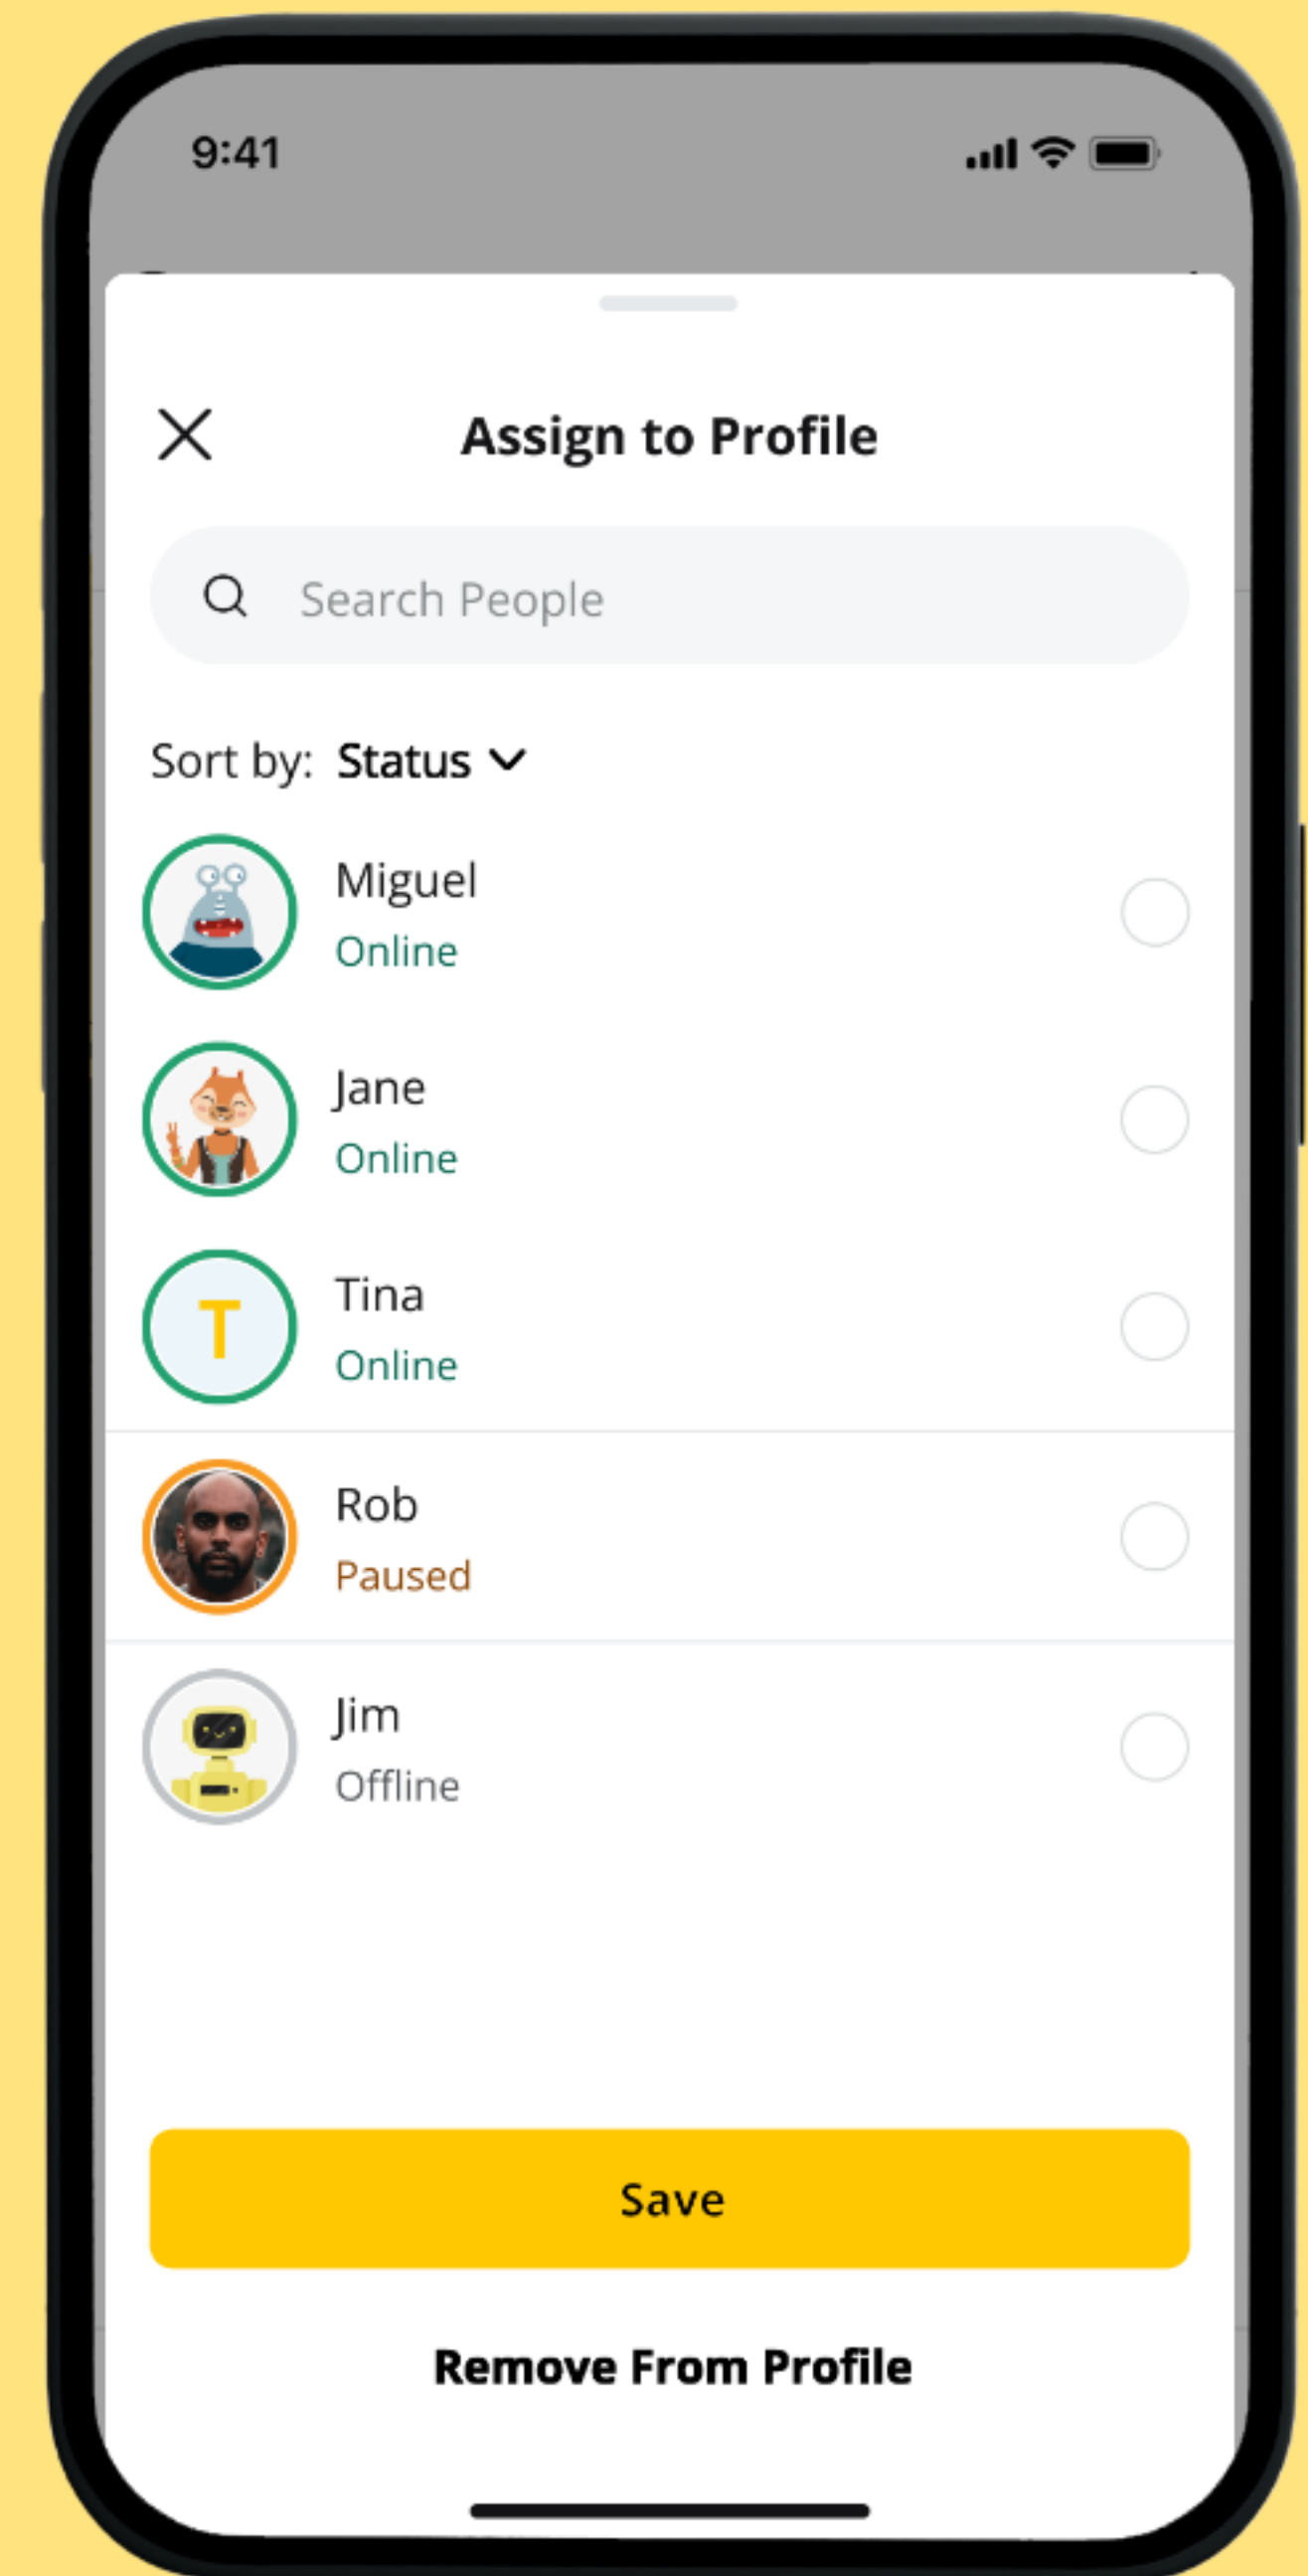 9:41
Assign to Profile
Search People
Sort by: Status
Miguel
Online
Jane
Online
T
Tina
Online
Rob
Paused
Jim
Offline
Save
Remove From Profile